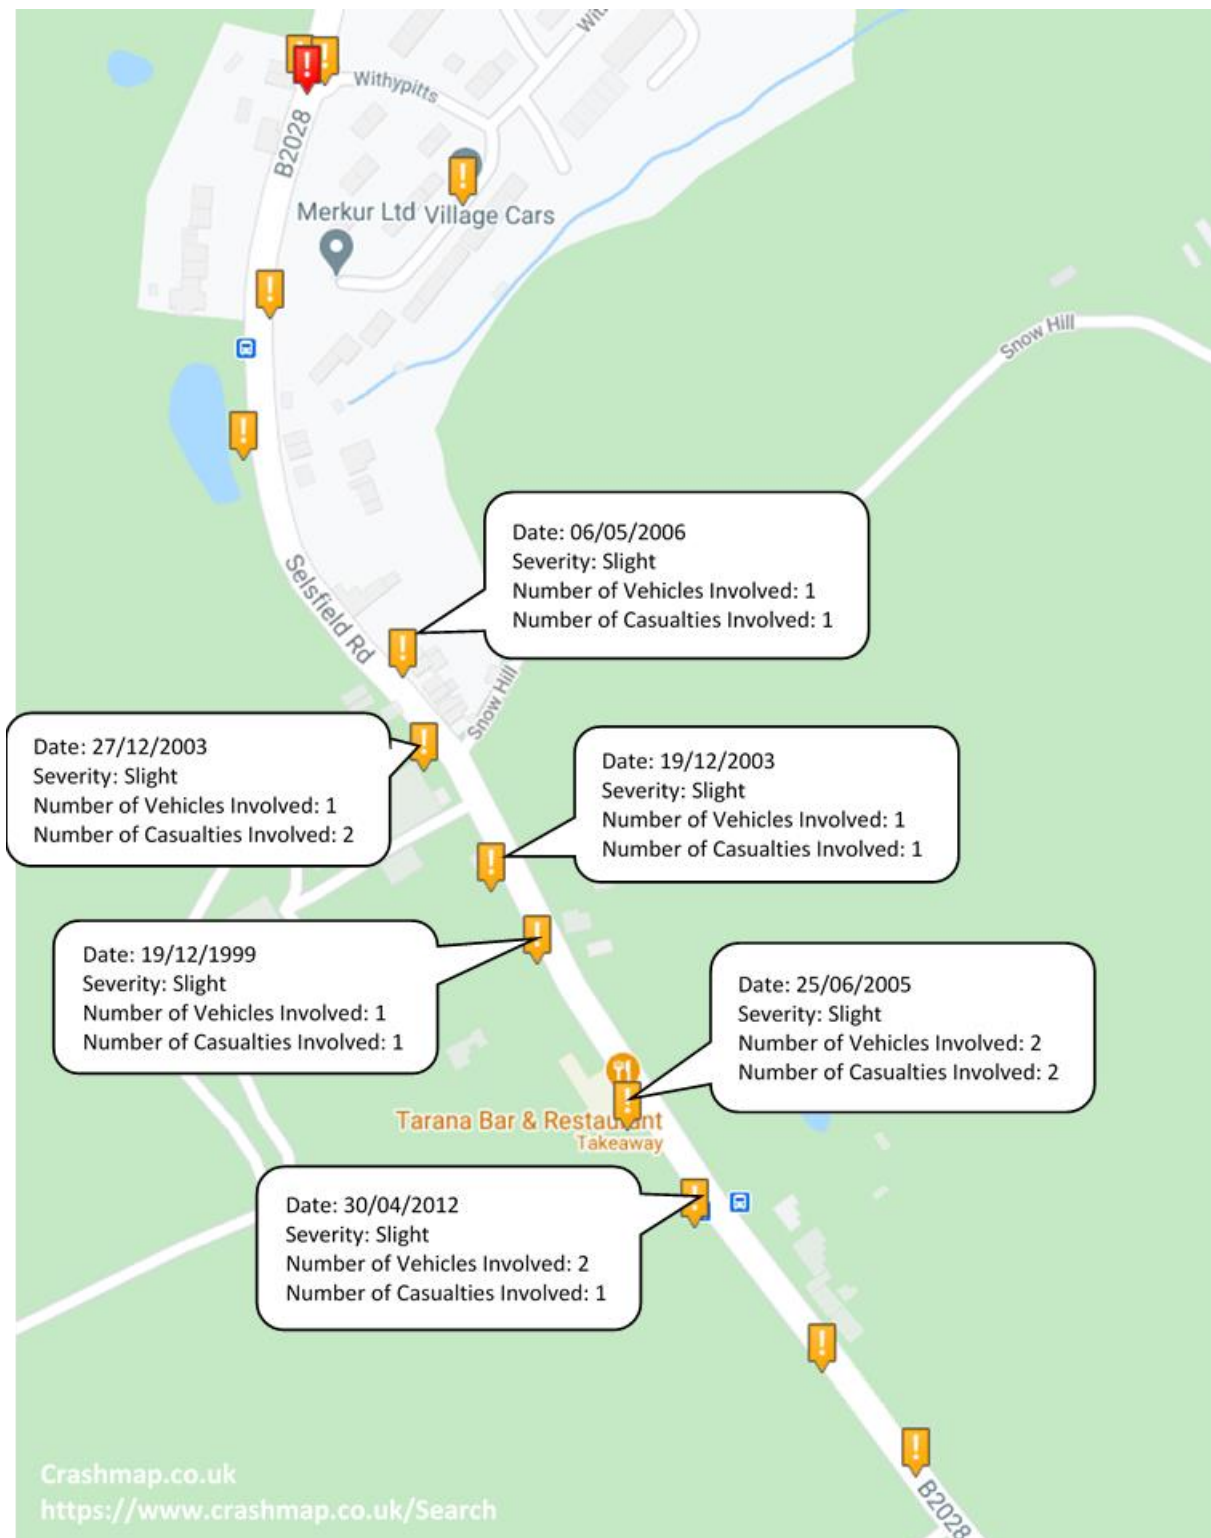 Withypitts
With
B2028
Merkur Ltd
Village Cars
Snow Hill
Date: 06/05/2006
Severity: Slight
Number of Vehicles Involved: 1
Number of Casualties Involved: 1
Selsfield Rd
Snow Hill
Date: 27/12/2003
Severity: Slight
Number of Vehicles Involved: 1
Number of Casualties Involved: 2
Date: 19/12/2003
Severity: Slight
Number of Vehicles Involved: 1
Number of Casualties Involved: 1
Date: 19/12/1999
Severity: Slight
Number of Vehicles Involved: 1
Number of Casualties Involved: 1
Date: 25/06/2005
Severity: Slight
Number of Vehicles Involved: 2
Number of Casualties Involved: 2
Tarana Bar & Restaurant
Takeaway
Date: 30/04/2012
Severity: Slight
Number of Vehicles Involved: 2
Number of Casualties Involved: 1
B2028
Crashmap.co.uk
https://www.crashmap.co.uk/Search